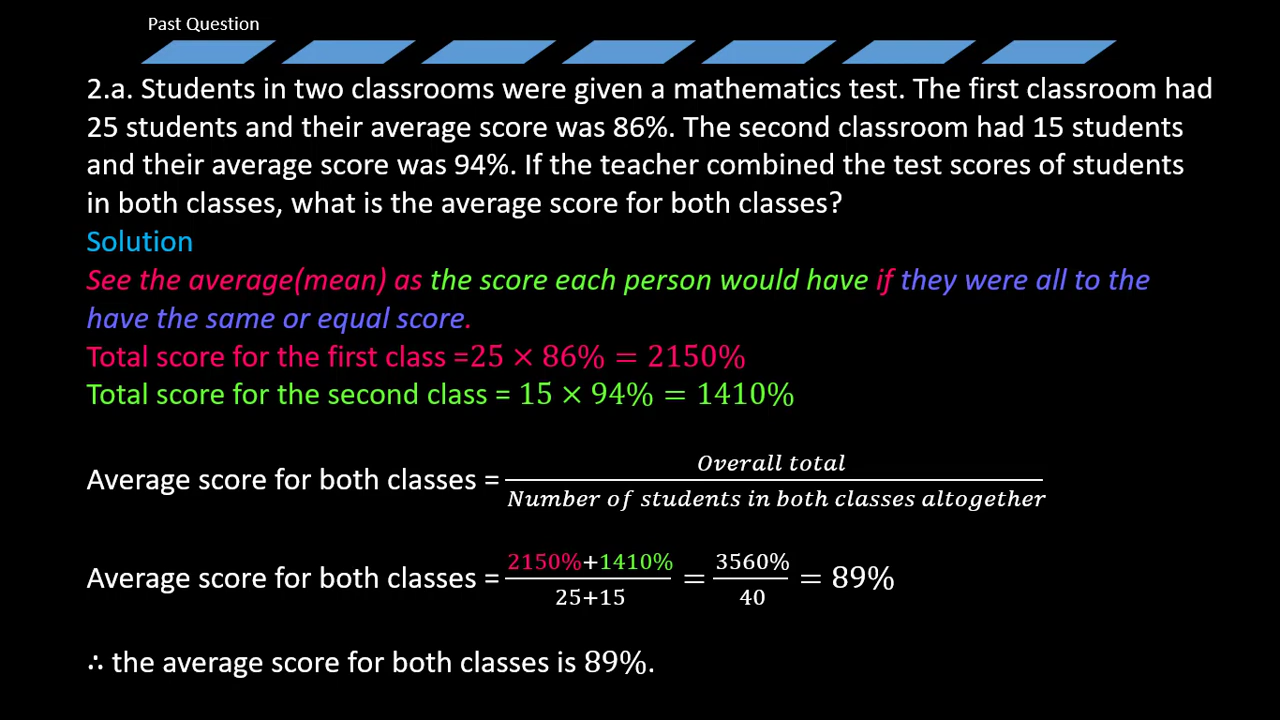 Past Question
2.a. Students in two classrooms were given a mathematics test. The first classroom had
25 students and their average score was 86%. The second classroom had 15 students
and their average score was 94%. If the teacher combined the test scores of students
in both classes, what is the average score for both classes?
Solution
See the average(mean) as the score each person would have if they were all to the
have the same or equal score.
Total score for the first class =25 × 86% = 2150%
Total score for the second class = 15 × 94% = 1410%
Average score for both classes = Overall total / Number of students in both classes altogether
Average score for both classes = 2150%+1410% / 25+15 = 3560% / 40 = 89%
∴ the average score for both classes is 89%.